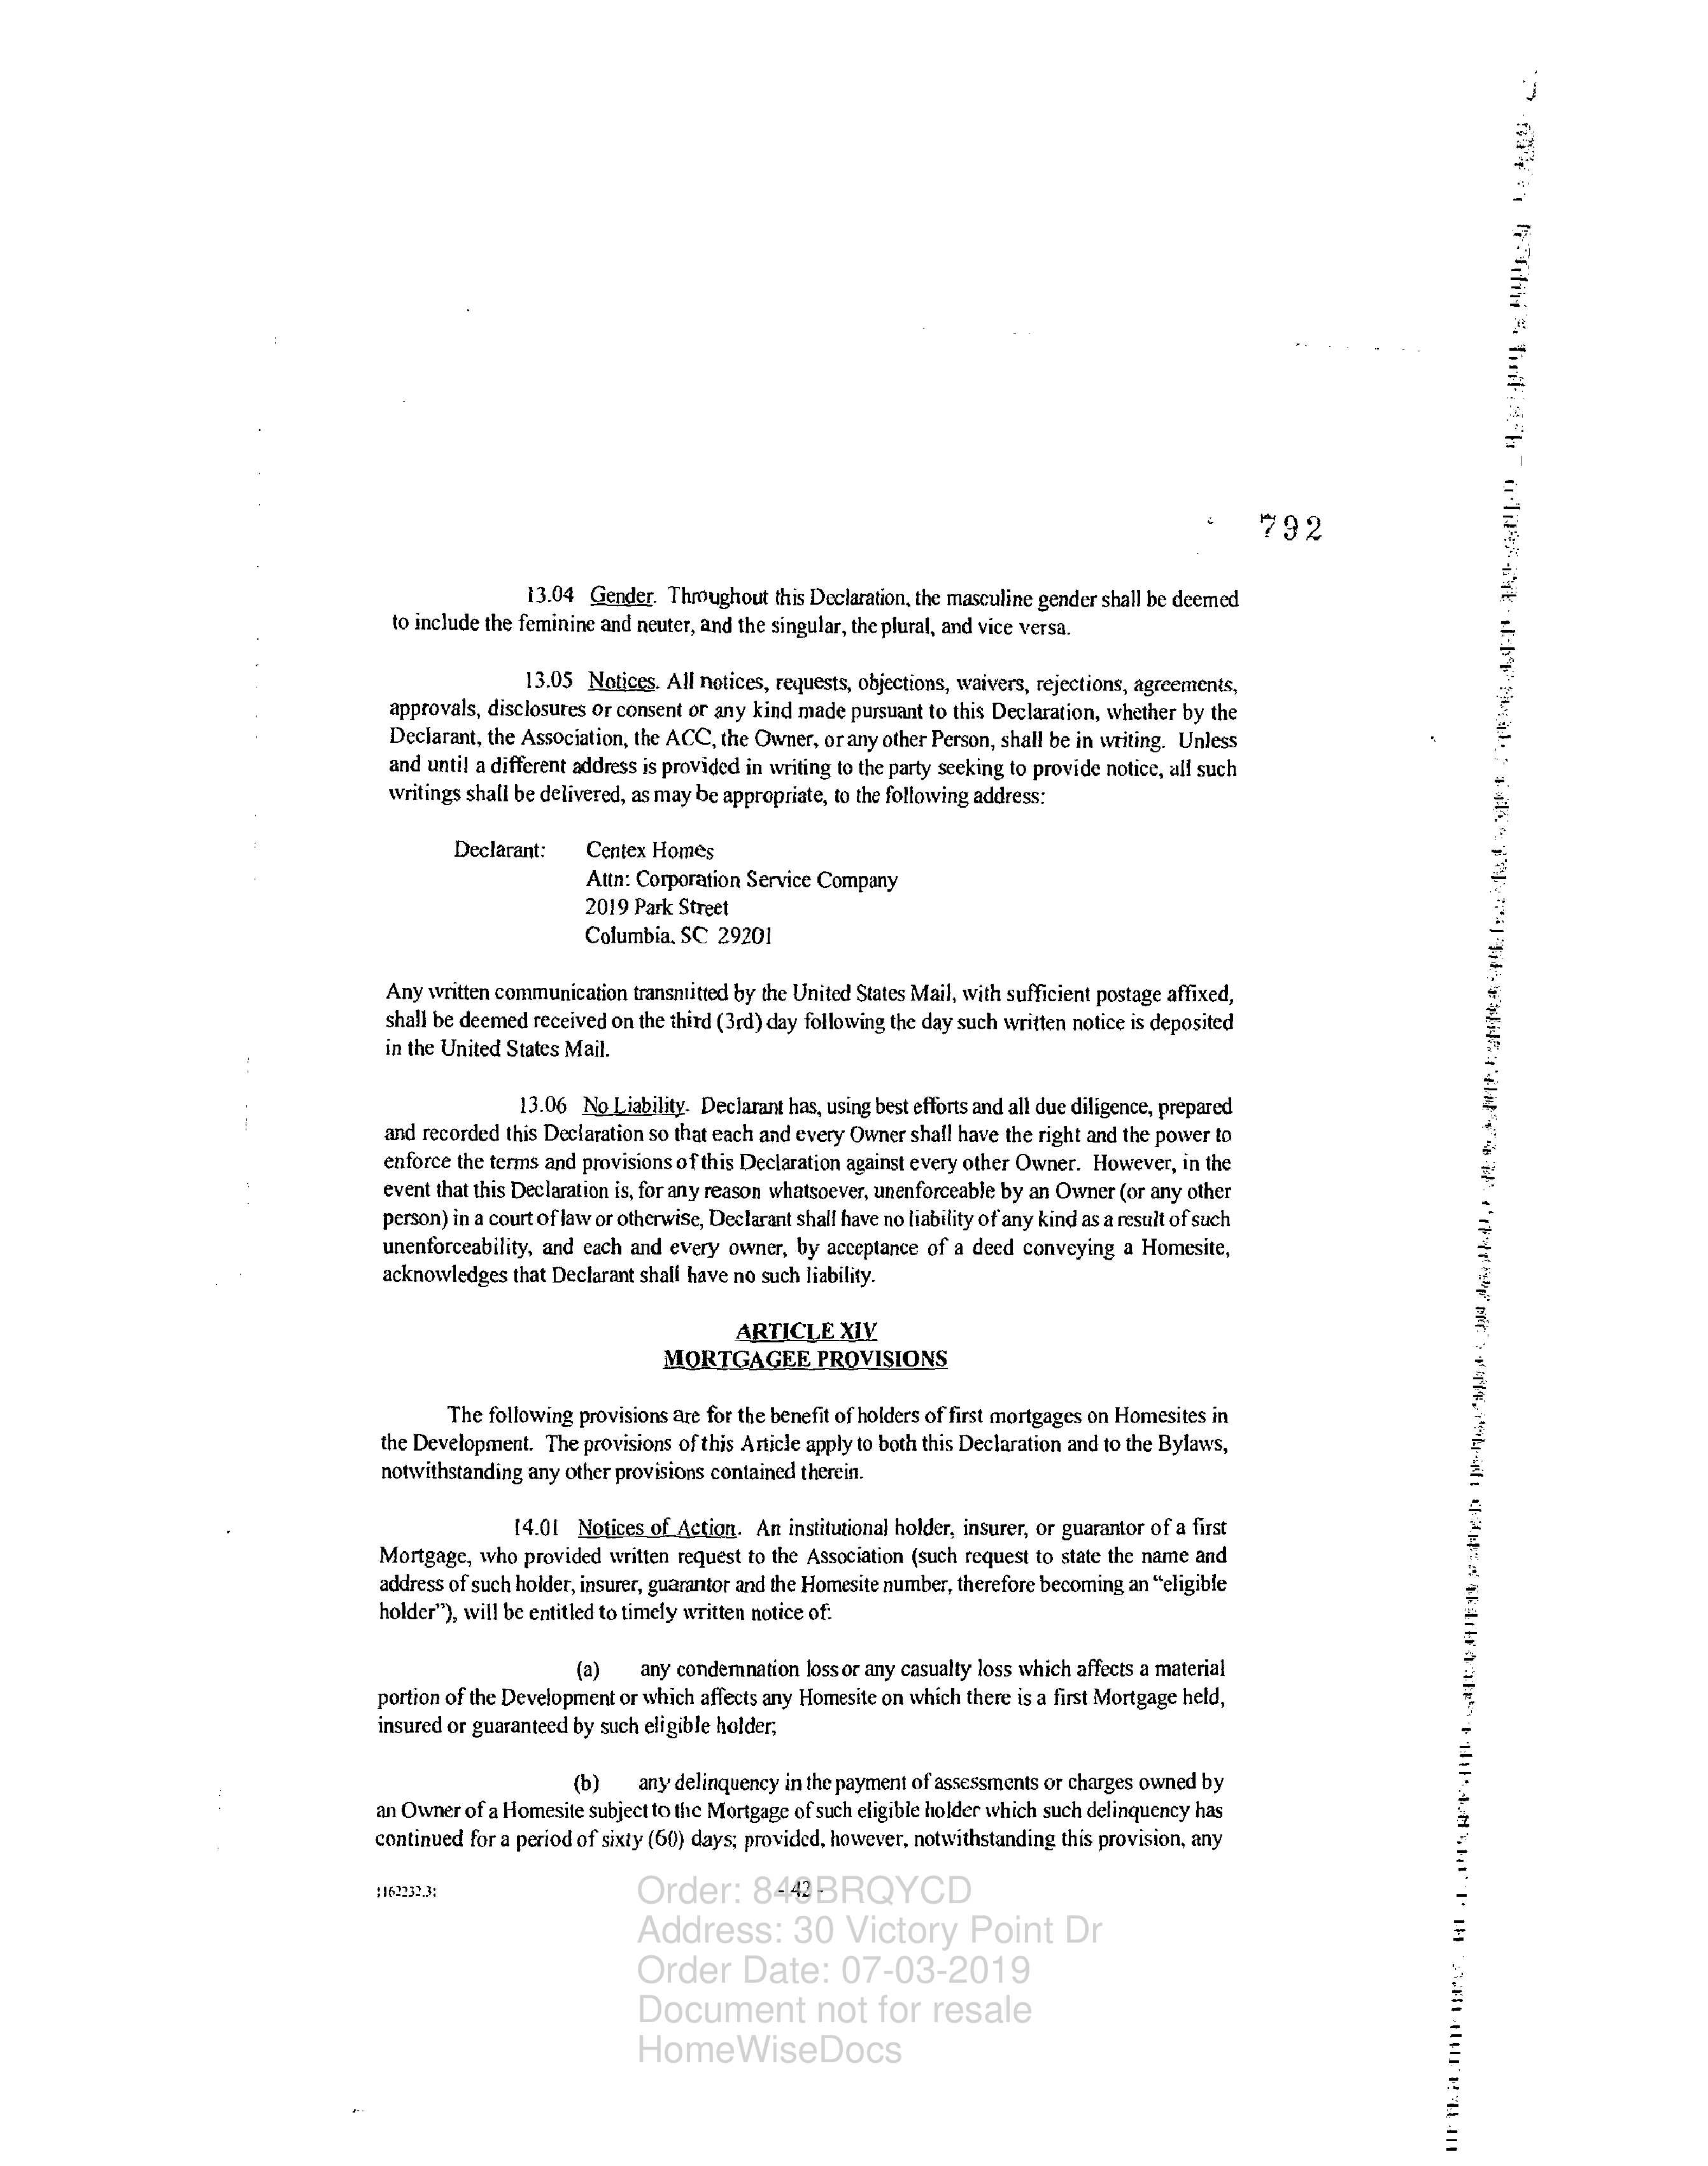 792
13.04 Gender. Throughout this Declaration, the masculine gender shall be deemed
to include the feminine and neuter, and the singular, the plural, and vice versa.
13.05 Notices. All notices, requests, objections, waivers, rejections, agreements,
approvals, disclosures or consent or any kind made pursuant to this Declaration, whether by the
Declarant, the Association, the ACC, the Owner, or any other Person, shall be in writing. Unless
and until a different address is provided in writing to the party seeking to provide notice, all such
writings shall be delivered, as may be appropriate, to the following address:
Declarant: Centex Homes
Attn: Corporation Service Company
2019 Park Street
Columbia, SC 29201
Any written communication transmitted by the United States Mail, with sufficient postage affixed,
shall be deemed received on the third (3rd) day following the day such written notice is deposited
in the United States Mail.
13.06 No Liability. Declarant has, using best efforts and all due diligence, prepared
and recorded this Declaration so that each and every Owner shall have the right and the power to
enforce the terms and provisions of this Declaration against every other Owner. However, in the
event that this Declaration is, for any reason whatsoever, unenforceable by an Owner (or any other
person) in a court of law or otherwise, Declarant shall have no liability of any kind as a result of such
unenforceability, and each and every owner, by acceptance of a deed conveying a Homesite,
acknowledges that Declarant shall have no such liability.
ARTICLE XIV
MORTGAGEE PROVISIONS
The following provisions are for the benefit of holders of first mortgages on Homesites in
the Development. The provisions of this Article apply to both this Declaration and to the Bylaws,
notwithstanding any other provisions contained therein.
14.01 Notices of Action. An institutional holder, insurer, or guarantor of a first
Mortgage, who provided written request to the Association (such request to state the name and
address of such holder, insurer, guarantor and the Homesite number, therefore becoming an “eligible
holder”), will be entitled to timely written notice of:
(a) any condemnation loss or any casualty loss which affects a material
portion of the Development or which affects any Homesite on which there is a first Mortgage held,
insured or guaranteed by such eligible holder;
(b) any delinquency in the payment of assessments or charges owned by
an Owner of a Homesite subject to the Mortgage of such eligible holder which such delinquency has
continued for a period of sixty (60) days; provided, however, notwithstanding this provision, any
- 42 -
Order: BRQYCD
Address: 30 Victory Point Dr
Order Date: 07-03-2019
Document not for resale
HomeWiseDocs